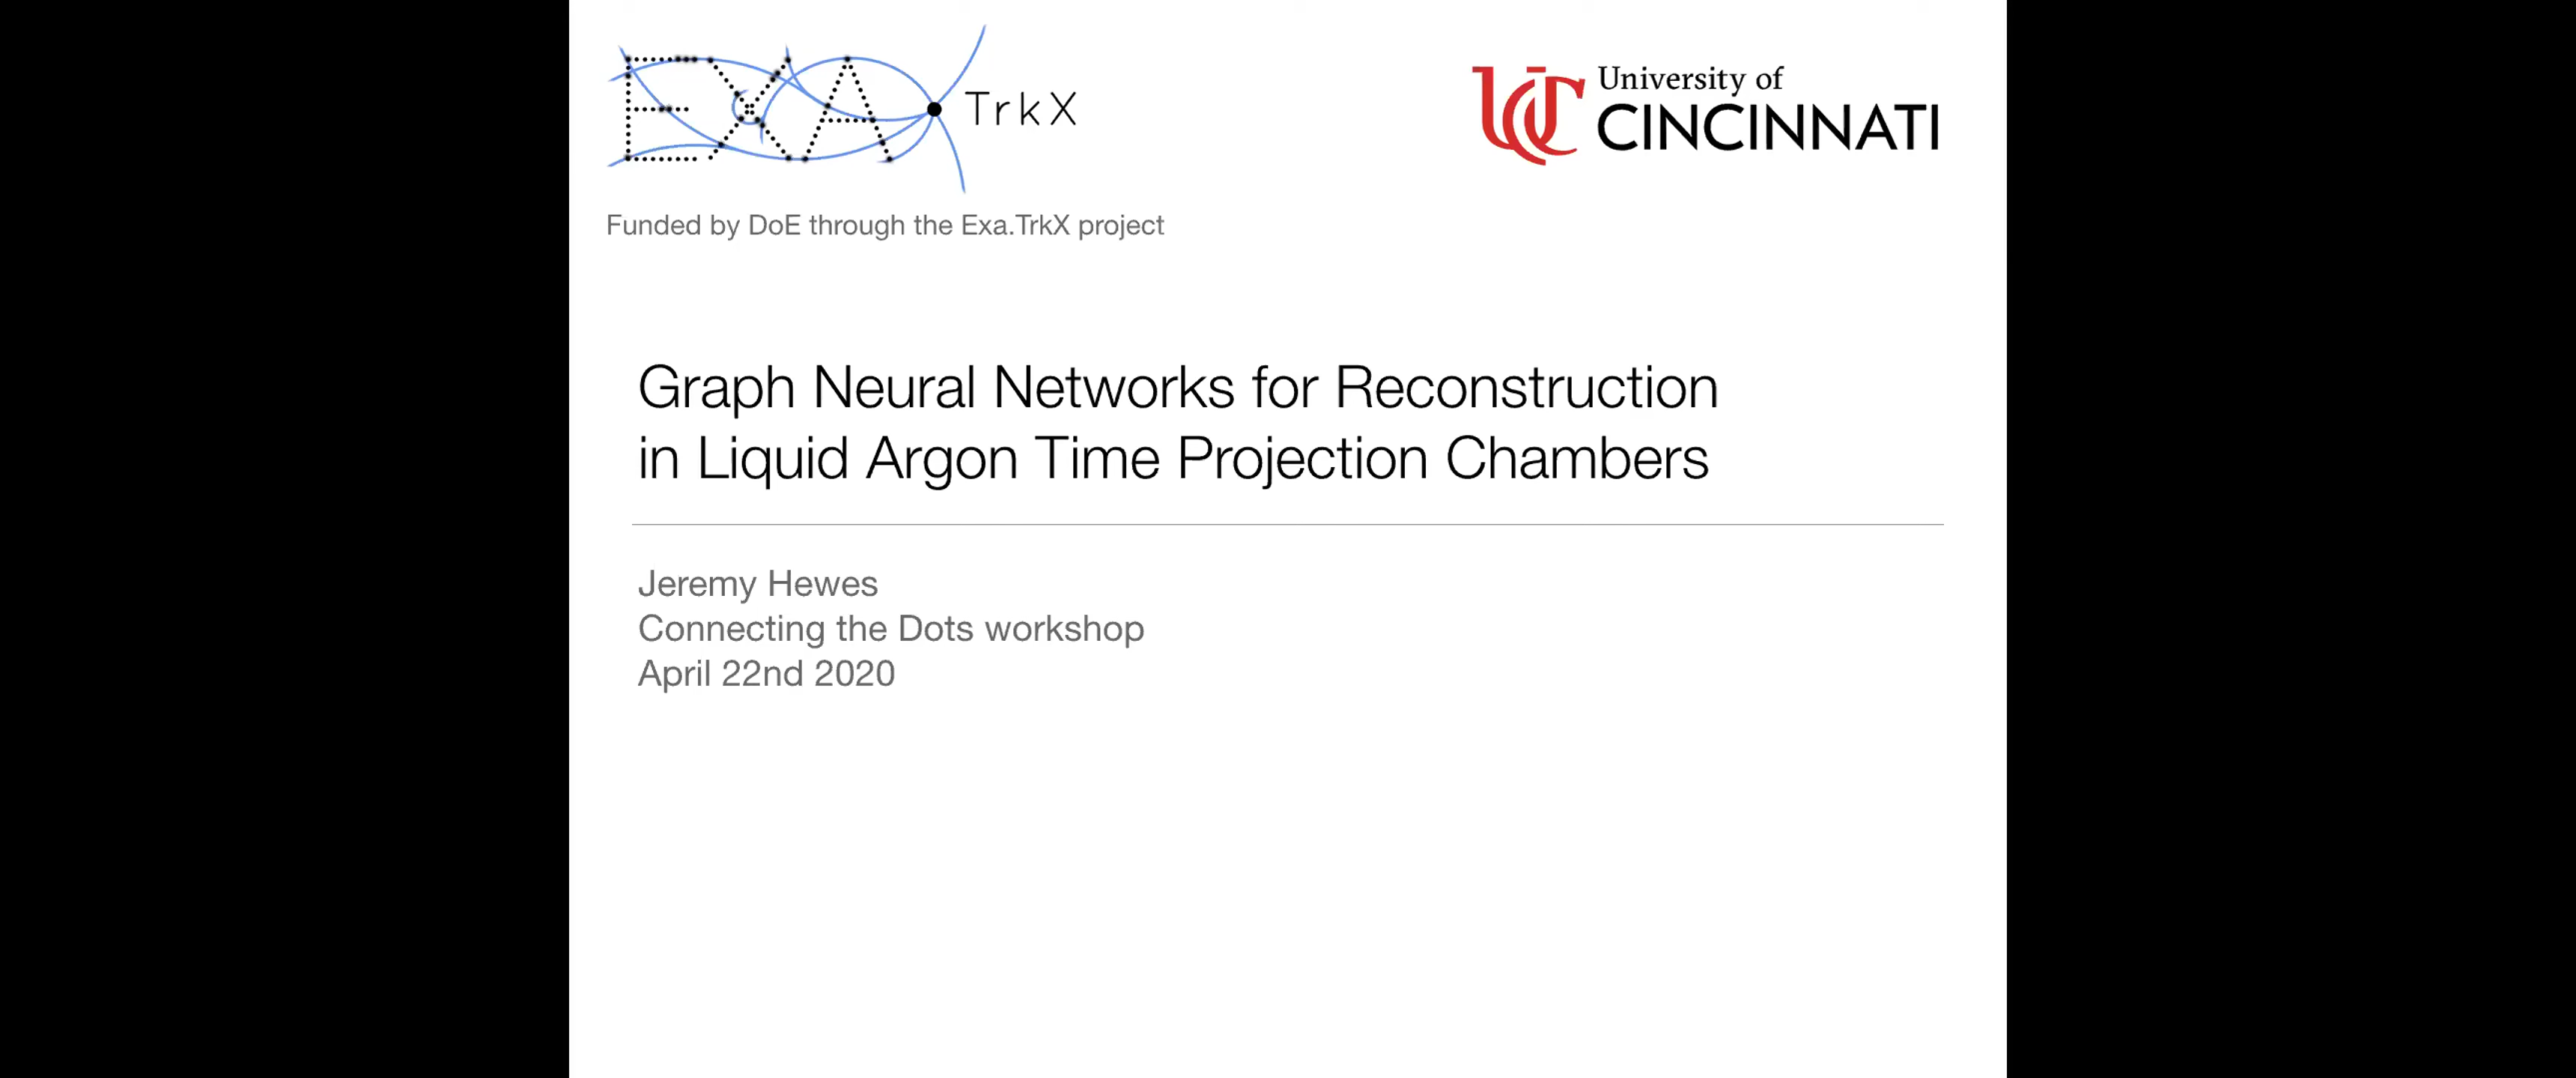 EXA TrkX
University of
CINCINNATI
Funded by DoE through the Exa.TrkX project
Graph Neural Networks for Reconstruction
in Liquid Argon Time Projection Chambers
Jeremy Hewes
Connecting the Dots workshop
April 22nd 2020